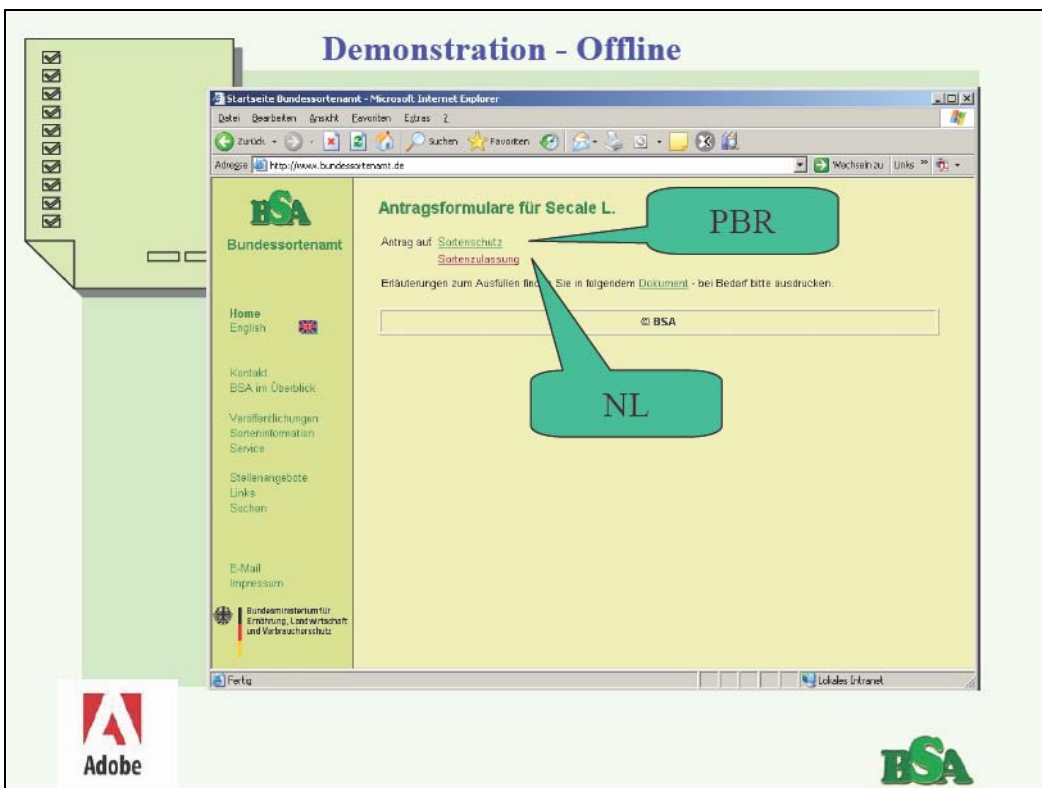 Demonstration - Offline
Startseite Bundessortenamt - Microsoft Internet Explorer
Datei Bearbeiten Ansicht Favoriten Extras ?
Zurück Suchen Favoriten
Adresse http://www.bundessortenamt.de Wechseln zu Links »
BSA
Bundessortenamt
Home
English
Kontakt
BSA im Überblick
Veröffentlichungen
Sorteninformation
Service
Stellenangebote
Links
Suchen
E-Mail
Impressum
Bundesministerium für
Ernährung, Landwirtschaft
und Verbraucherschutz
Antragsformulare für Secale L.
Antrag auf Sortenschutz
Sortenzulassung
Erläuterungen zum Ausfüllen finden Sie in folgendem Dokument - bei Bedarf bitte ausdrucken.
© BSA
PBR
NL
Fertig Lokales Intranet
Adobe
BSA